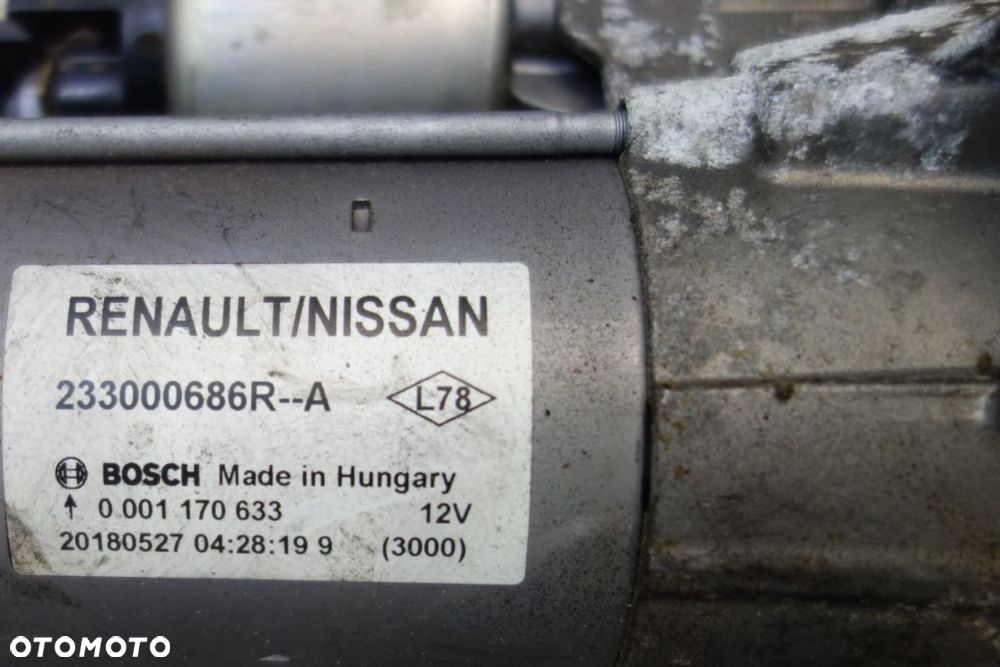 RENAULT/NISSAN
233000686R--A L78
BOSCH Made in Hungary
↑ 0 001 170 633 12V
20180527 04:28:19 9 (3000)
OTOMOTO